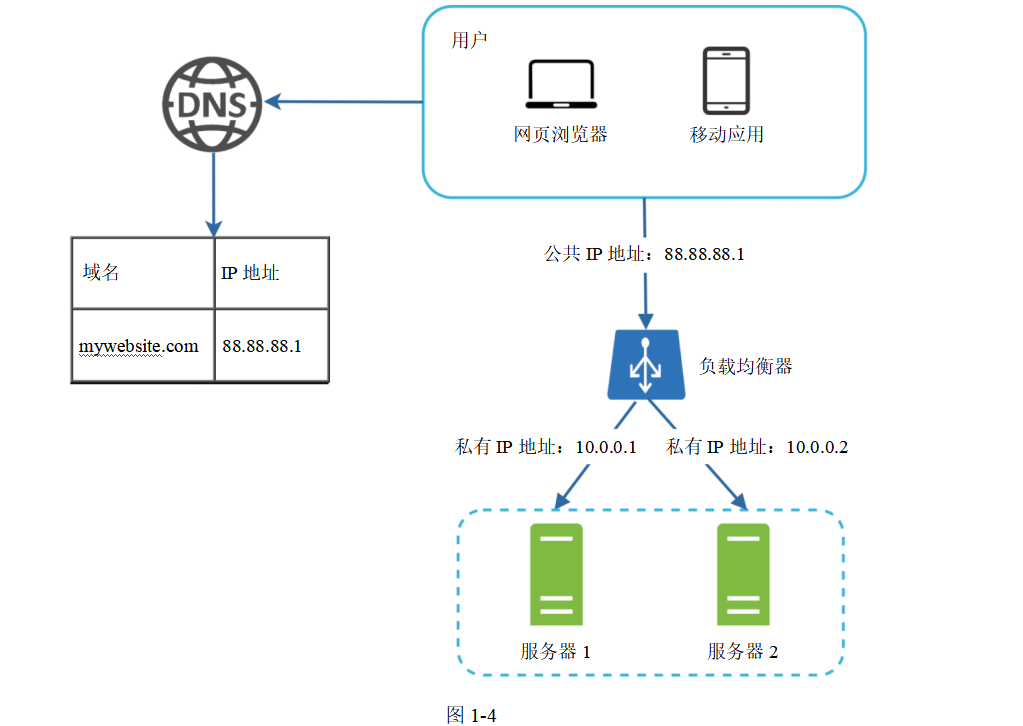 用户
DNS
网页浏览器
移动应用
域名
IP 地址
mywebsite.com
88.88.88.1
公共 IP 地址：88.88.88.1
负载均衡器
私有 IP 地址：10.0.0.1
私有 IP 地址：10.0.0.2
服务器 1
服务器 2
图 1-4